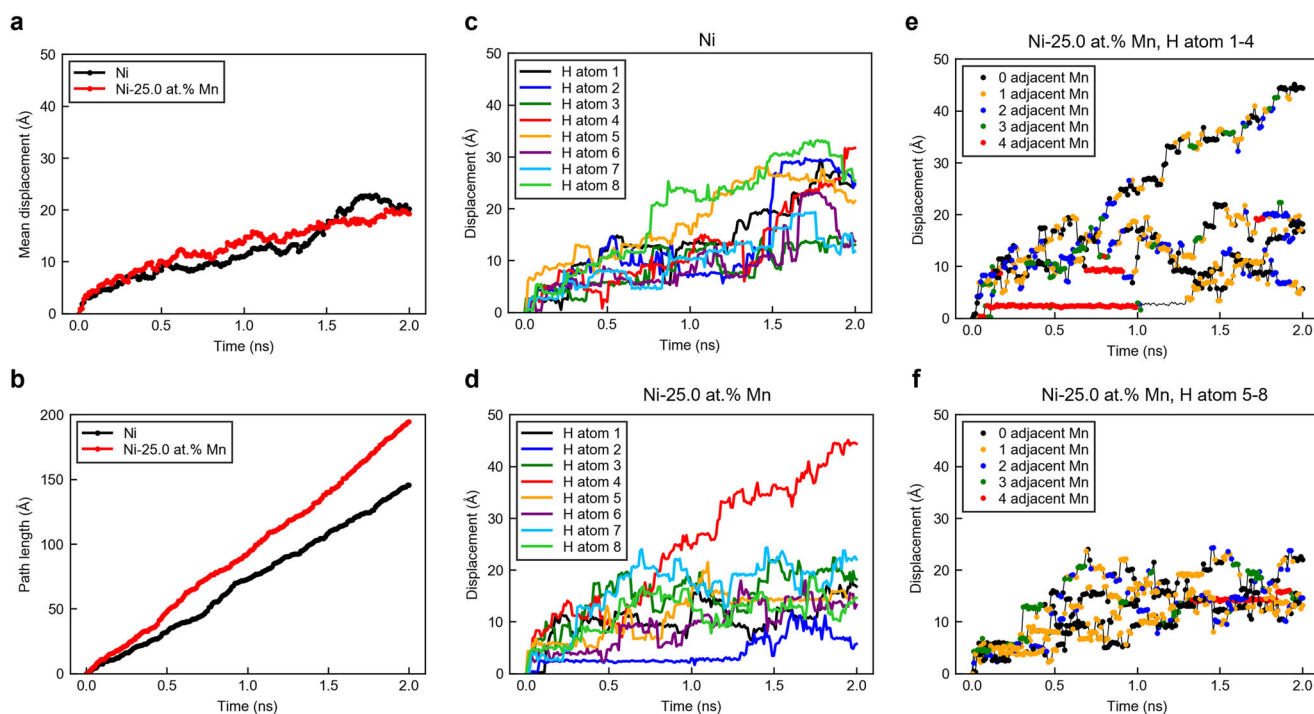 a
Ni
Ni-25.0 at.% Mn
Mean displacement (Å)
50
40
30
20
10
0
0.0 0.5 1.0 1.5 2.0
Time (ns)
b
Ni
Ni-25.0 at.% Mn
Path length (Å)
200
150
100
50
0
0.0 0.5 1.0 1.5 2.0
Time (ns)
c
Ni
H atom 1
H atom 2
H atom 3
H atom 4
H atom 5
H atom 6
H atom 7
H atom 8
Displacement (Å)
50
40
30
20
10
0
0.0 0.5 1.0 1.5 2.0
Time (ns)
d
Ni-25.0 at.% Mn
H atom 1
H atom 2
H atom 3
H atom 4
H atom 5
H atom 6
H atom 7
H atom 8
Displacement (Å)
50
40
30
20
10
0
0.0 0.5 1.0 1.5 2.0
Time (ns)
e
Ni-25.0 at.% Mn, H atom 1-4
0 adjacent Mn
1 adjacent Mn
2 adjacent Mn
3 adjacent Mn
4 adjacent Mn
Displacement (Å)
50
40
30
20
10
0
0.0 0.5 1.0 1.5 2.0
Time (ns)
f
Ni-25.0 at.% Mn, H atom 5-8
0 adjacent Mn
1 adjacent Mn
2 adjacent Mn
3 adjacent Mn
4 adjacent Mn
Displacement (Å)
50
40
30
20
10
0
0.0 0.5 1.0 1.5 2.0
Time (ns)